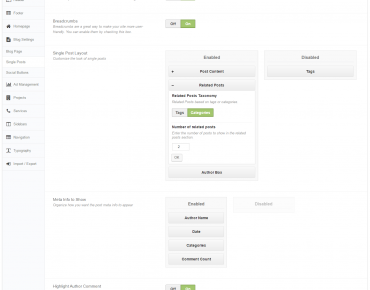 Footer
Homepage
Blog Settings
Blog Page
Single Posts
Social Buttons
Ad Management
Projects
Services
Sidebars
Navigation
Typography
Import / Export
Breadcrumbs
Breadcrumbs are a great way to make your site more user-
friendly. You can enable them by checking this box.
Off On
Single Post Layout
Customize the look of single posts
Enabled
Disabled
+ Post Content
Tags
− Related Posts
Related Posts Taxonomy
Related Posts based on tags or categories.
Tags Categories
Number of related posts
Enter the number of posts to show in the related
posts section.
Author Box
Meta Info to Show
Organize how you want the post meta info to appear
Enabled
Disabled
Author Name
Date
Categories
Comment Count
Highlight Author Comment
Off On